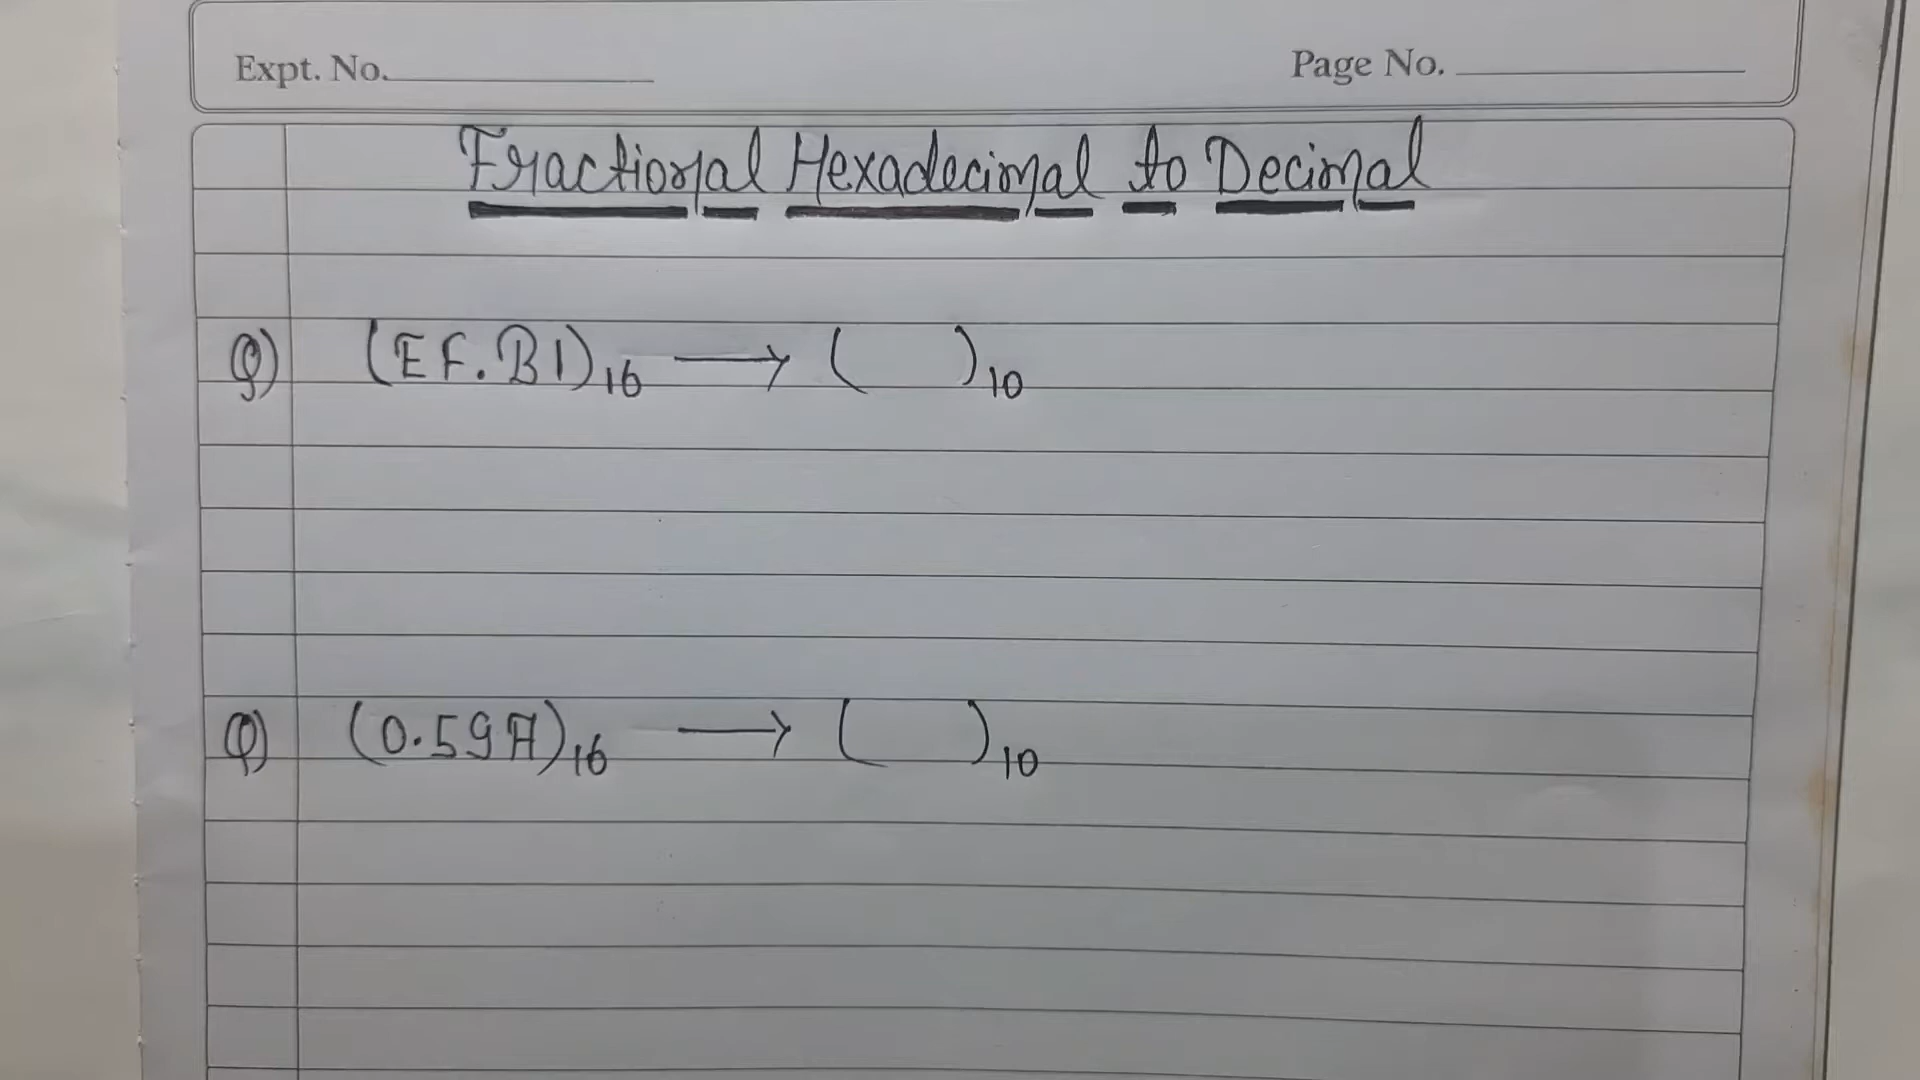 Expt. No. Page No.
Fractional Hexadecimal to Decimal
Q) (EF.B1)16 → ( )10
Q) (0.59A)16 → ( )10